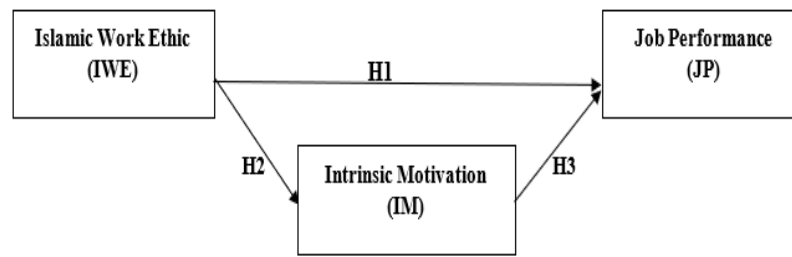 Islamic Work Ethic
(IWE)
Job Performance
(JP)
H1
H2
Intrinsic Motivation
(IM)
H3